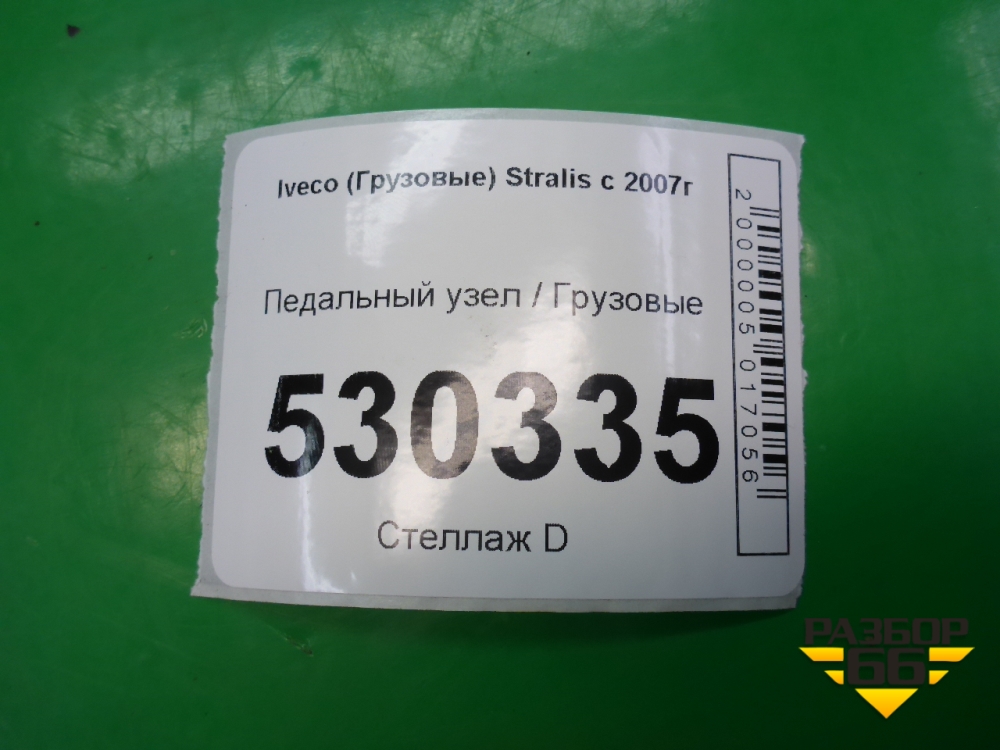 Iveco (Грузовые) Stralis с 2007г
Педальный узел / Грузовые
530335
Стеллаж D
2000005017056
РАЗБОР
66